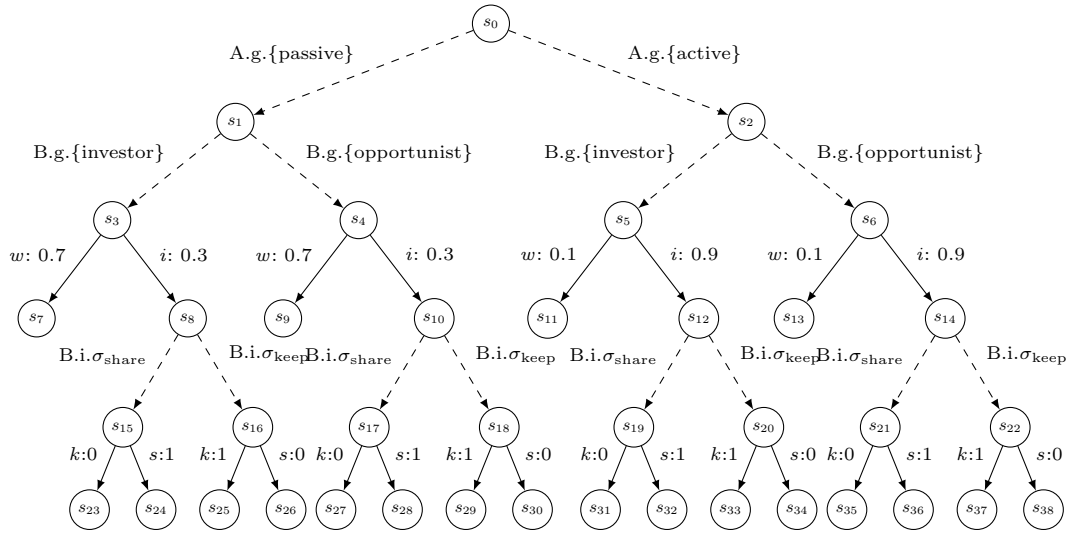 s0
A.g.{passive} A.g.{active}
s1 s2
B.g.{investor} B.g.{opportunist} B.g.{investor} B.g.{opportunist}
s3 s4 s5 s6
w: 0.7 i: 0.3 w: 0.7 i: 0.3 w: 0.1 i: 0.9 w: 0.1 i: 0.9
s7 s8 s9 s10 s11 s12 s13 s14
B.i.σshare B.i.σkeep B.i.σshare B.i.σkeep B.i.σshare B.i.σkeep B.i.σshare B.i.σkeep
s15 s16 s17 s18 s19 s20 s21 s22
k:0 s:1 k:1 s:0 k:0 s:1 k:1 s:0 k:0 s:1 k:1 s:0 k:0 s:1 k:1 s:0
s23 s24 s25 s26 s27 s28 s29 s30 s31 s32 s33 s34 s35 s36 s37 s38